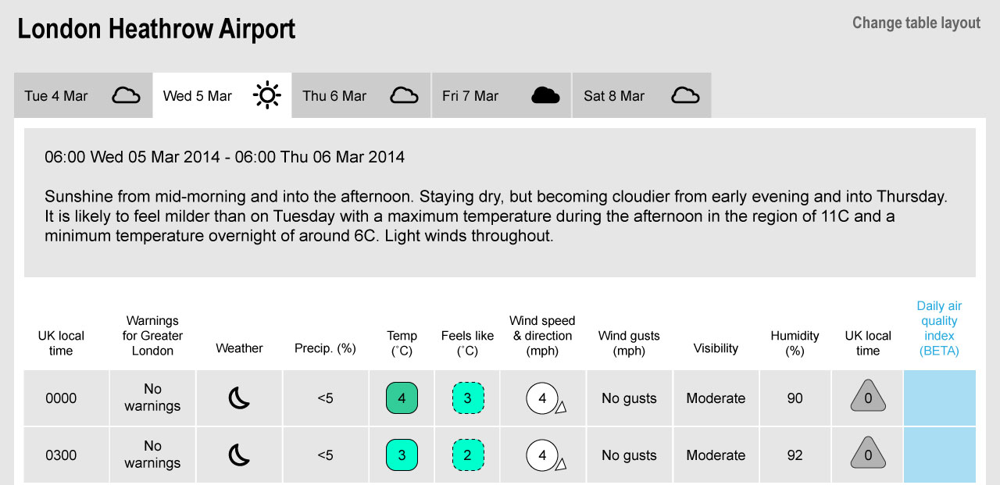 London Heathrow Airport
Change table layout
Tue 4 Mar
Wed 5 Mar
Thu 6 Mar
Fri 7 Mar
Sat 8 Mar
06:00 Wed 05 Mar 2014 - 06:00 Thu 06 Mar 2014
Sunshine from mid-morning and into the afternoon. Staying dry, but becoming cloudier from early evening and into Thursday.
It is likely to feel milder than on Tuesday with a maximum temperature during the afternoon in the region of 11C and a
minimum temperature overnight of around 6C. Light winds throughout.
UK local
time
Warnings
for Greater
London
Weather
Precip. (%)
Temp
(˚C)
Feels like
(˚C)
Wind speed
& direction
(mph)
Wind gusts
(mph)
Visibility
Humidity
(%)
UK local
time
Daily air
quality
index
(BETA)
0000
No
warnings
<5
4
3
4
No gusts
Moderate
90
0
0300
No
warnings
<5
3
2
4
No gusts
Moderate
92
0